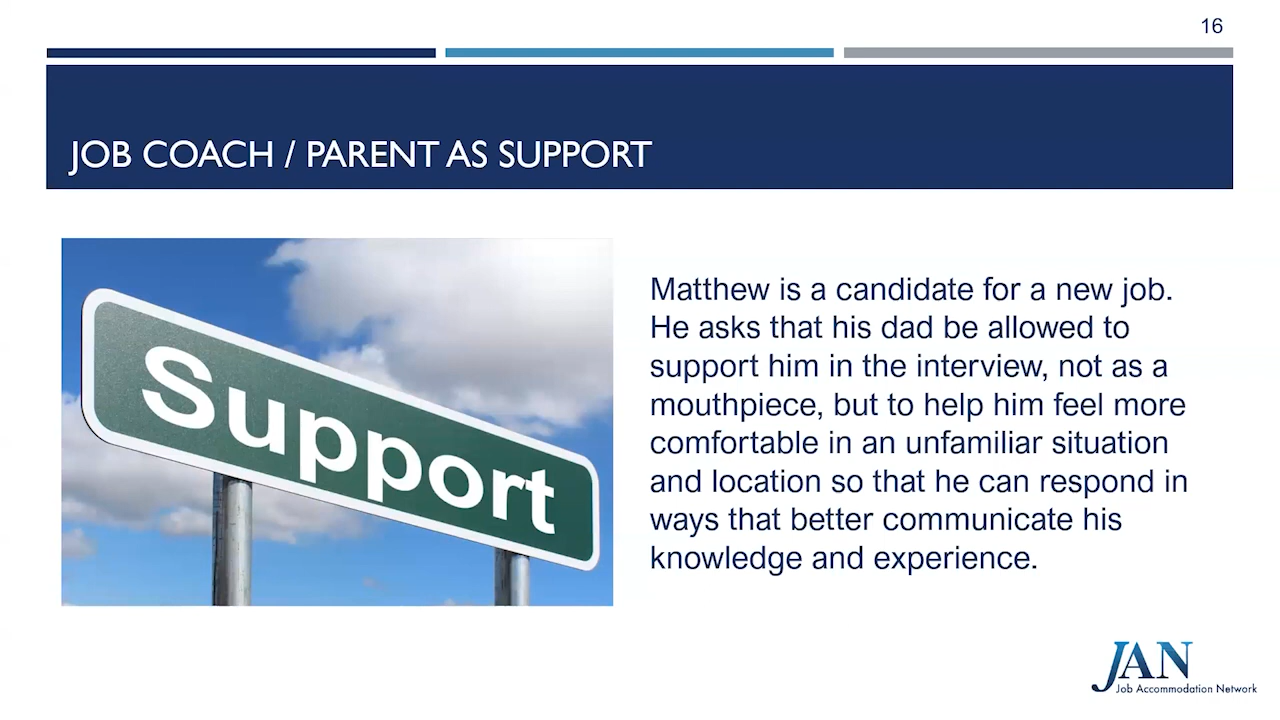 16
JOB COACH / PARENT AS SUPPORT
Support
Matthew is a candidate for a new job.
He asks that his dad be allowed to
support him in the interview, not as a
mouthpiece, but to help him feel more
comfortable in an unfamiliar situation
and location so that he can respond in
ways that better communicate his
knowledge and experience.
JAN
Job Accommodation Network